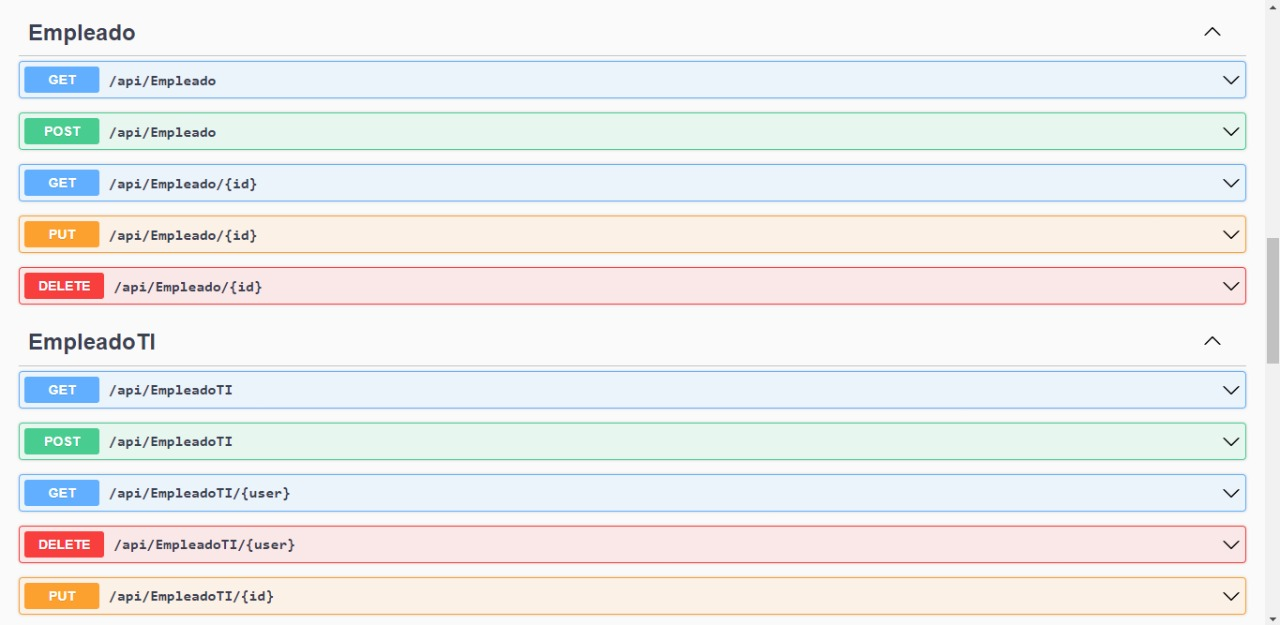 Empleado
GET /api/Empleado
POST /api/Empleado
GET /api/Empleado/{id}
PUT /api/Empleado/{id}
DELETE /api/Empleado/{id}
EmpleadoTI
GET /api/EmpleadoTI
POST /api/EmpleadoTI
GET /api/EmpleadoTI/{user}
DELETE /api/EmpleadoTI/{user}
PUT /api/EmpleadoTI/{id}